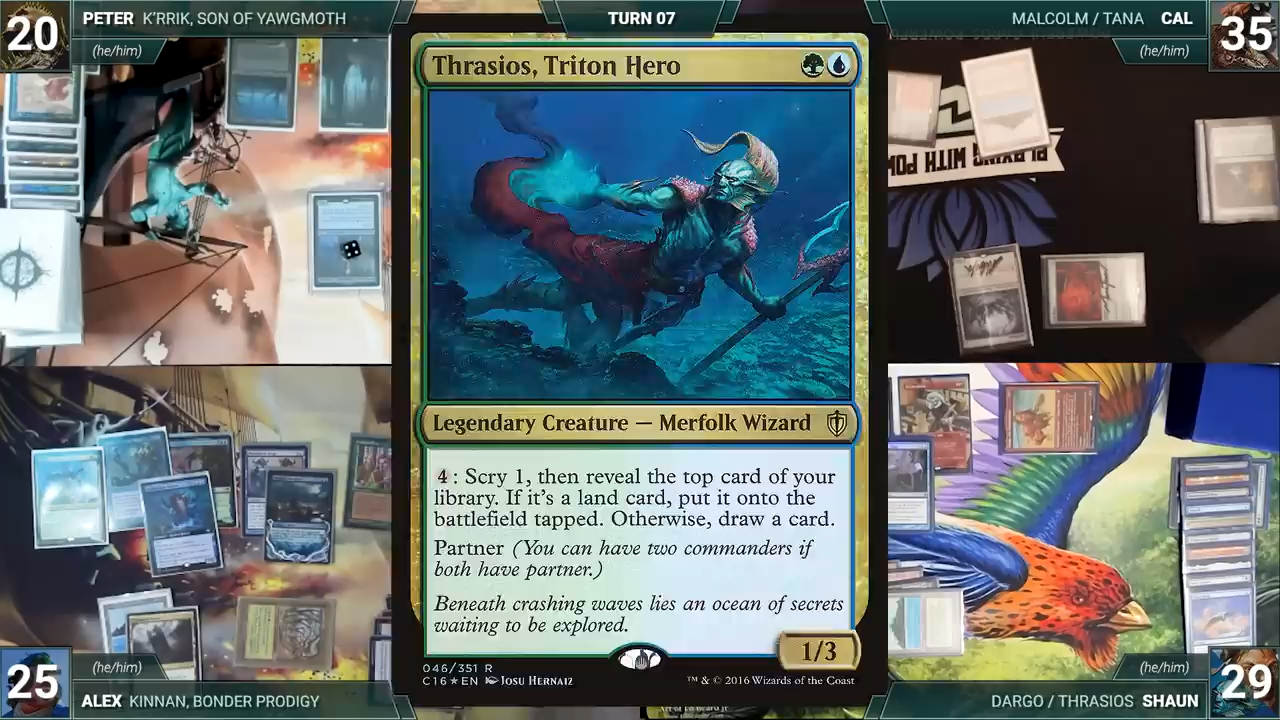 20
PETER K'RRIK, SON OF YAWGMOTH
(he/him)
TURN 07
MALCOLM / TANA CAL
(he/him)
35
Thrasios, Triton Hero
Legendary Creature — Merfolk Wizard
4 : Scry 1, then reveal the top card of your
library. If it's a land card, put it onto the
battlefield tapped. Otherwise, draw a card.
Partner (You can have two commanders if
both have partner.)
Beneath crashing waves lies an ocean of secrets
waiting to be explored.
1/3
046/351 R
C16★EN Josu Hernaiz
™ & © 2016 Wizards of the Coast
PLAYING WITH POW
25
(he/him)
ALEX KINNAN, BONDER PRODIGY
(he/him)
DARGO / THRASIOS SHAUN
29